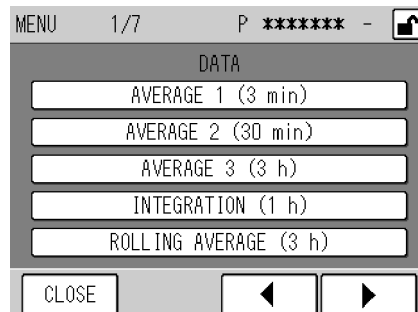 MENU 1/7 P ******* -
DATA
AVERAGE 1 (3 min)
AVERAGE 2 (30 min)
AVERAGE 3 (3 h)
INTEGRATION (1 h)
ROLLING AVERAGE (3 h)
CLOSE